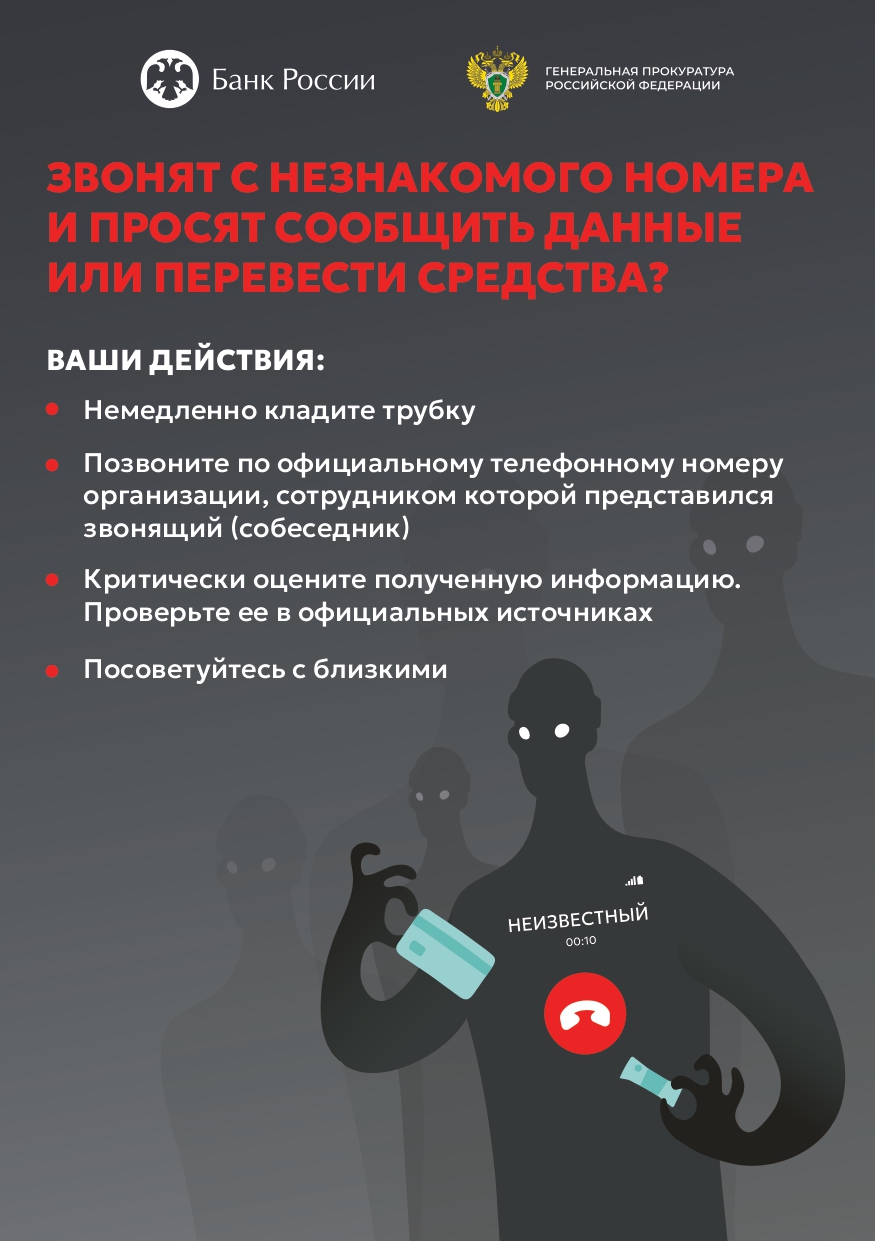 Банк России
ГЕНЕРАЛЬНАЯ ПРОКУРАТУРА
РОССИЙСКОЙ ФЕДЕРАЦИИ
ЗВОНЯТ С НЕЗНАКОМОГО НОМЕРА
И ПРОСЯТ СООБЩИТЬ ДАННЫЕ
ИЛИ ПЕРЕВЕСТИ СРЕДСТВА?
ВАШИ ДЕЙСТВИЯ:
Немедленно кладите трубку
Позвоните по официальному телефонному номеру
организации, сотрудником которой представился
звонящий (собеседник)
Критически оцените полученную информацию.
Проверьте ее в официальных источниках
Посоветуйтесь с близкими
НЕИЗВЕСТНЫЙ
00:10